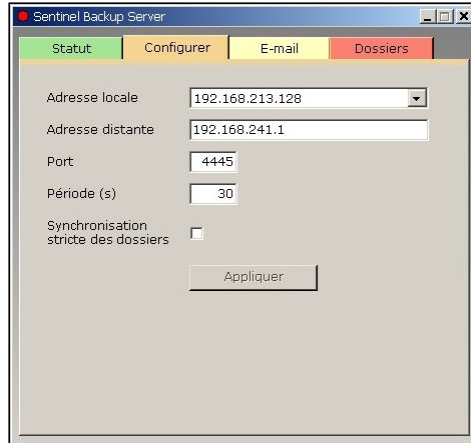 Sentinel Backup Server
Statut Configurer E-mail Dossiers
Adresse locale 192.168.213.128
Adresse distante 192.168.241.1
Port 4445
Période (s) 30
Synchronisation
stricte des dossiers
Appliquer